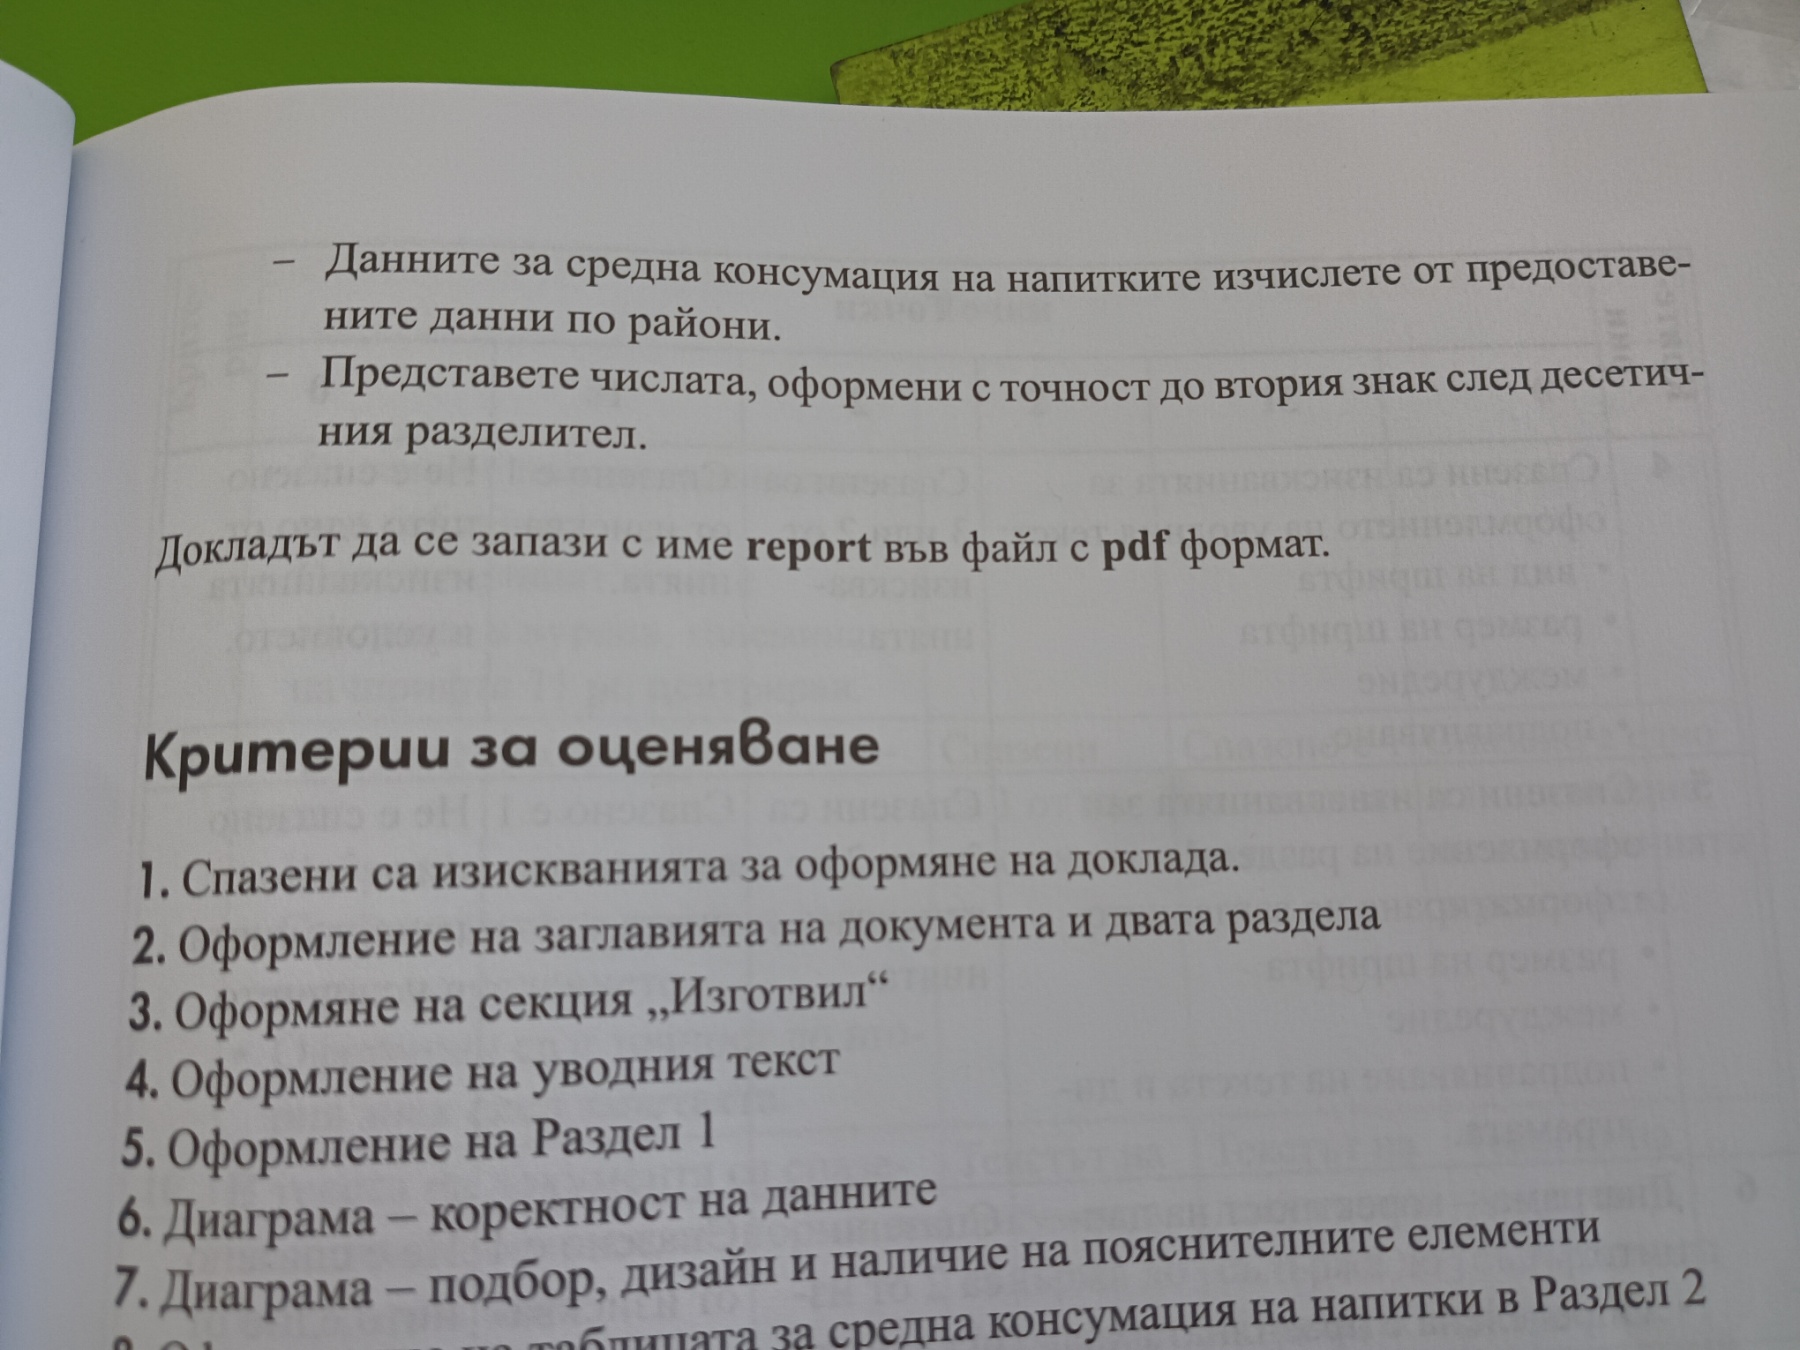 – Данните за средна консумация на напитките изчислете от предоставе-
ните данни по райони.
– Представете числата, оформени с точност до втория знак след десетич-
ния разделител.
Докладът да се запази с име report във файл с pdf формат.
Критерии за оценяване
1. Спазени са изискванията за оформяне на доклада.
2. Оформление на заглавията на документа и двата раздела
3. Оформяне на секция „Изготвил“
4. Оформление на уводния текст
5. Оформление на Раздел 1
6. Диаграма – коректност на данните
7. Диаграма – подбор, дизайн и наличие на пояснителните елементи
таблицата за средна консумация на напитки в Раздел 2